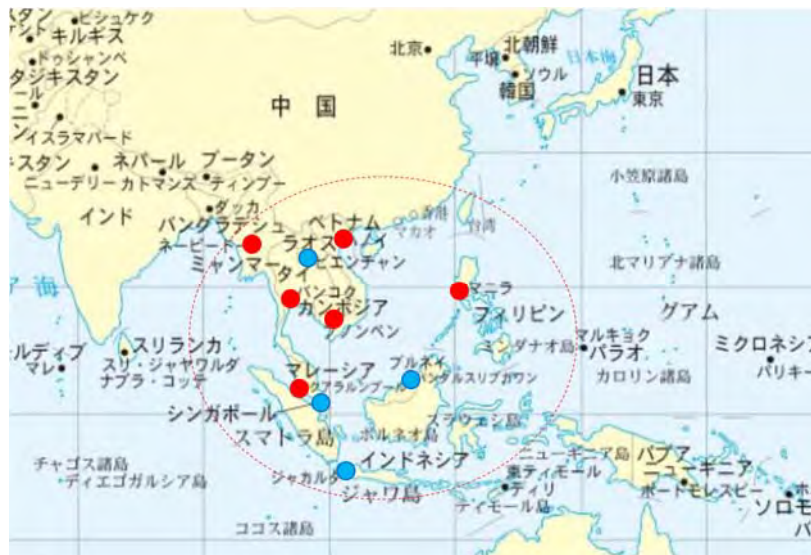 ビシュケク
キルギス
ドゥシャンベ
タジキスタン
イスラマバード
キスタン
ネパール
ブータン
ニューデリー
カトマンズ
ティンプー
インド
ダッカ
バングラデシュ
中国
北京
北朝鮮
平壌
ソウル
韓国
日本海
日本
東京
小笠原諸島
香港
マカオ
台湾
ベトナム
ハノイ
ラオス
ネーピード
ャンマー
タイ
ビエンチャン
バンコク
カンボジア
ノンペン
マニラ
フィリピン
ミンダナオ島
北マリアナ諸島
グアム
マルキョク
パラオ
ミクロネシア
パリキー
カロリン諸島
海
スリランカ
スリ・ジャヤワルダ
ナプラ・コッテ
ールディブ
マレ
マレーシア
クアラルンプール
ブルネイ
バンダルスリブガワン
シンガポール
スマトラ島
ボルネオ島
スラウェシ島
インドネシア
ジャカルタ
ジャワ島
チャゴス諸島
ディエゴガルシア島
ココス諸島
ニューギニア島
東ティモール
ディリ
ティモール島
パプア
ニューギニア
ポートモレスビー
ソロモ